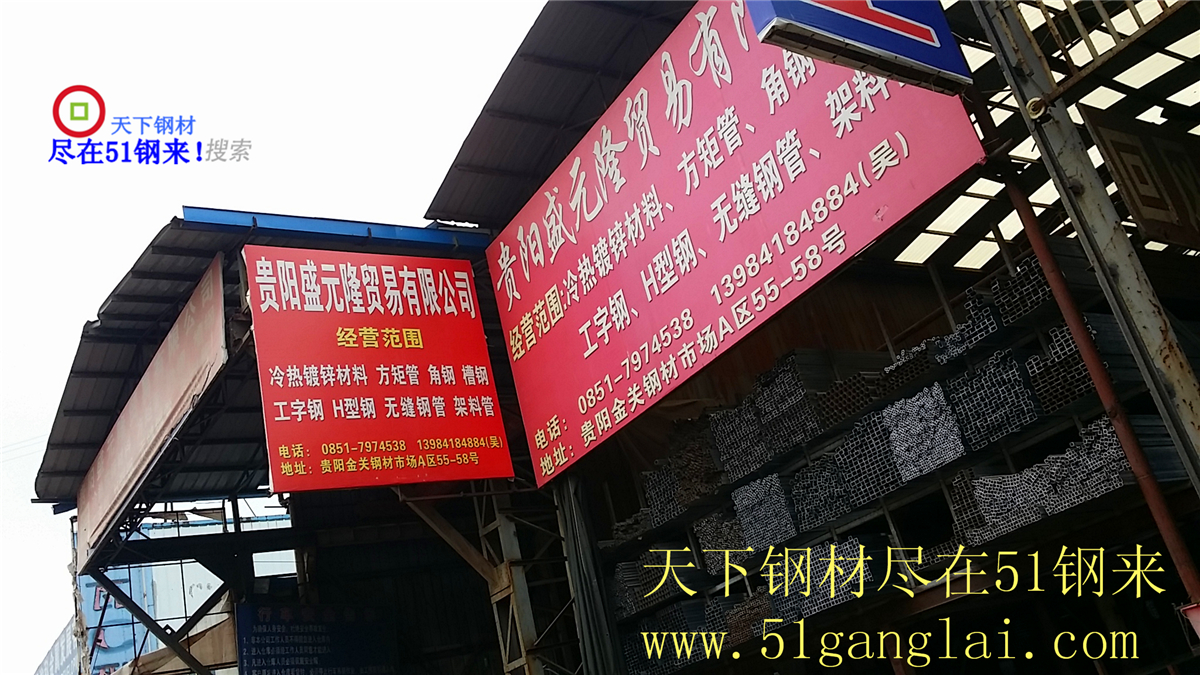 天下钢材
尽在51钢来!搜索
贵阳盛元隆贸易有限公司
经营范围
冷热镀锌材料 方矩管 角钢 槽钢
工字钢 H型钢 无缝钢管 架料管
电话: 0851-7974538 13984184884(吴)
地址: 贵阳金关钢材市场A区55-58号
贵阳盛元隆贸易有
经营范围:冷热镀锌材料、方矩管、角钢
工字钢、H型钢、无缝钢管、架料
电话: 0851-7974538 13984184884(吴)
地址: 贵阳金关钢材市场A区55-58号
天下钢材尽在51钢来
www.51ganglai.com